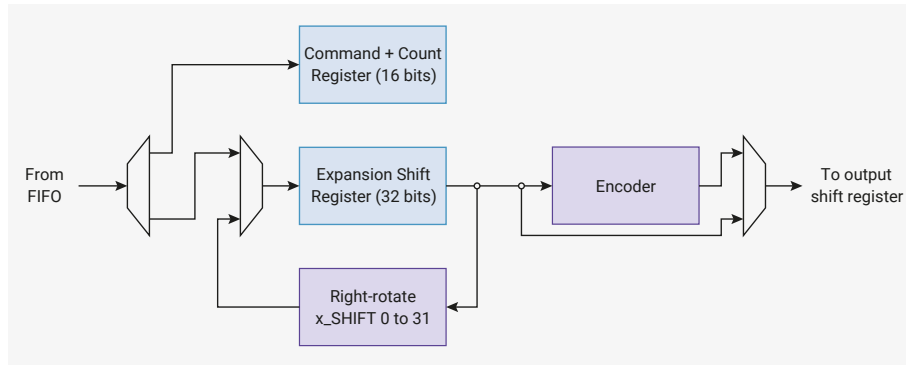 Command + Count
Register (16 bits)
From
FIFO
Expansion Shift
Register (32 bits)
Encoder
To output
shift register
Right-rotate
x_SHIFT 0 to 31